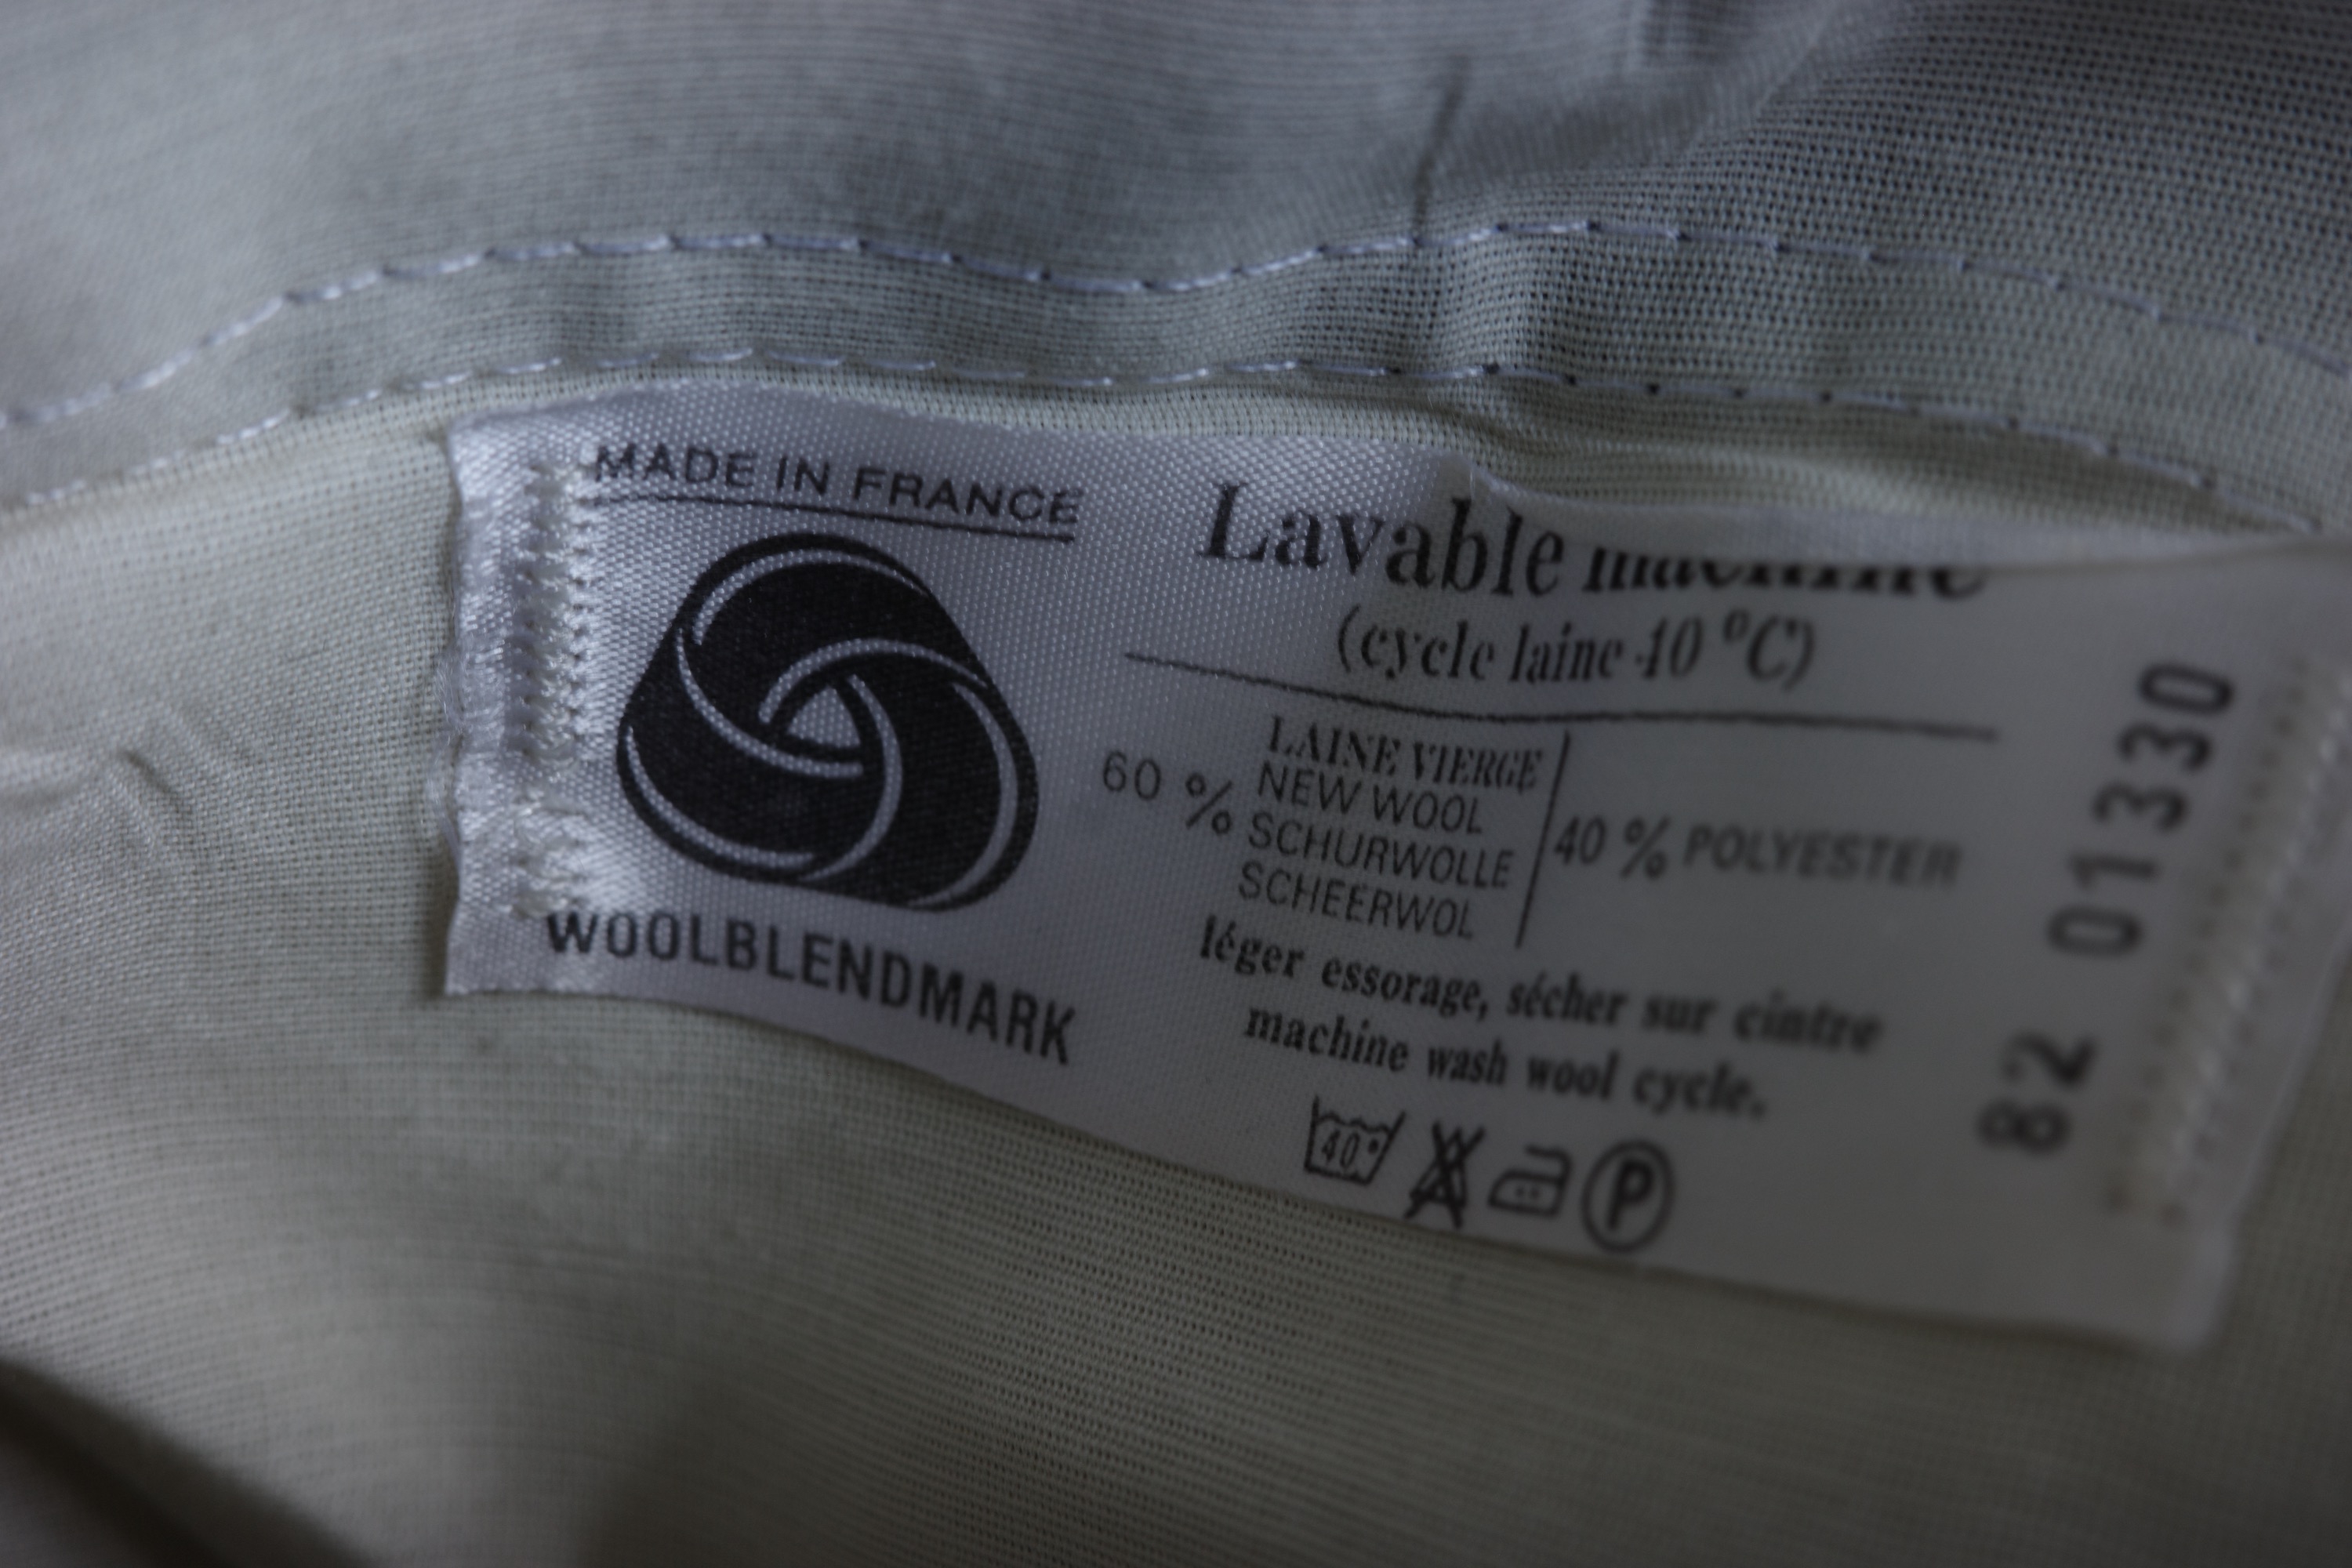 MADE IN FRANCE
WOOLBLENDMARK
Lavable machine
(cycle laine 40 °C)
60 %
LAINE VIERGE
NEW WOOL
SCHURWOLLE
SCHEERWOL
40 % POLYESTER
léger essorage, sécher sur cintre
machine wash wool cycle.
40°
P
82 01330